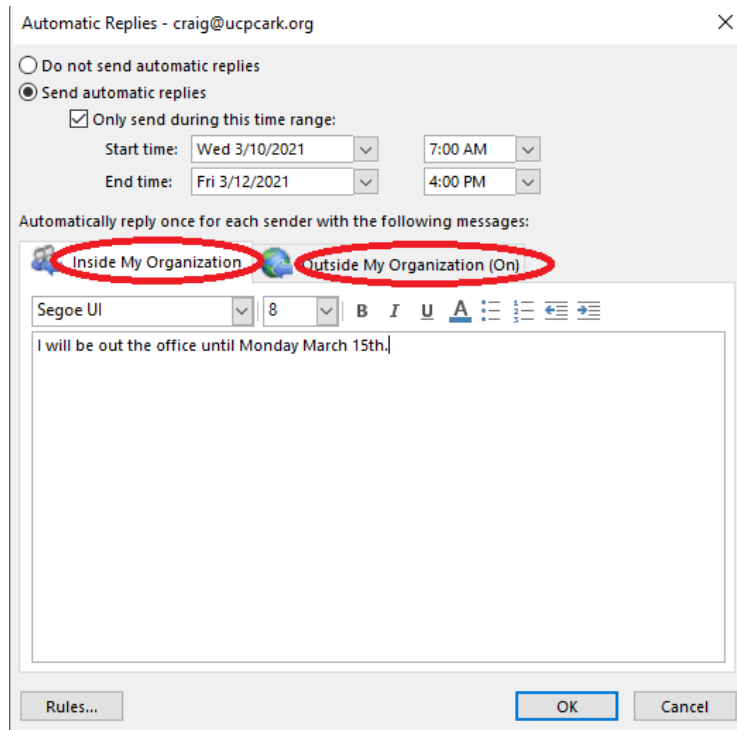 Automatic Replies - craig@ucpcark.org
Do not send automatic replies
Send automatic replies
Only send during this time range:
Start time: Wed 3/10/2021 7:00 AM
End time: Fri 3/12/2021 4:00 PM
Automatically reply once for each sender with the following messages:
Inside My Organization Outside My Organization (On)
Segoe UI 8 B I U A
I will be out the office until Monday March 15th.
Rules... OK Cancel